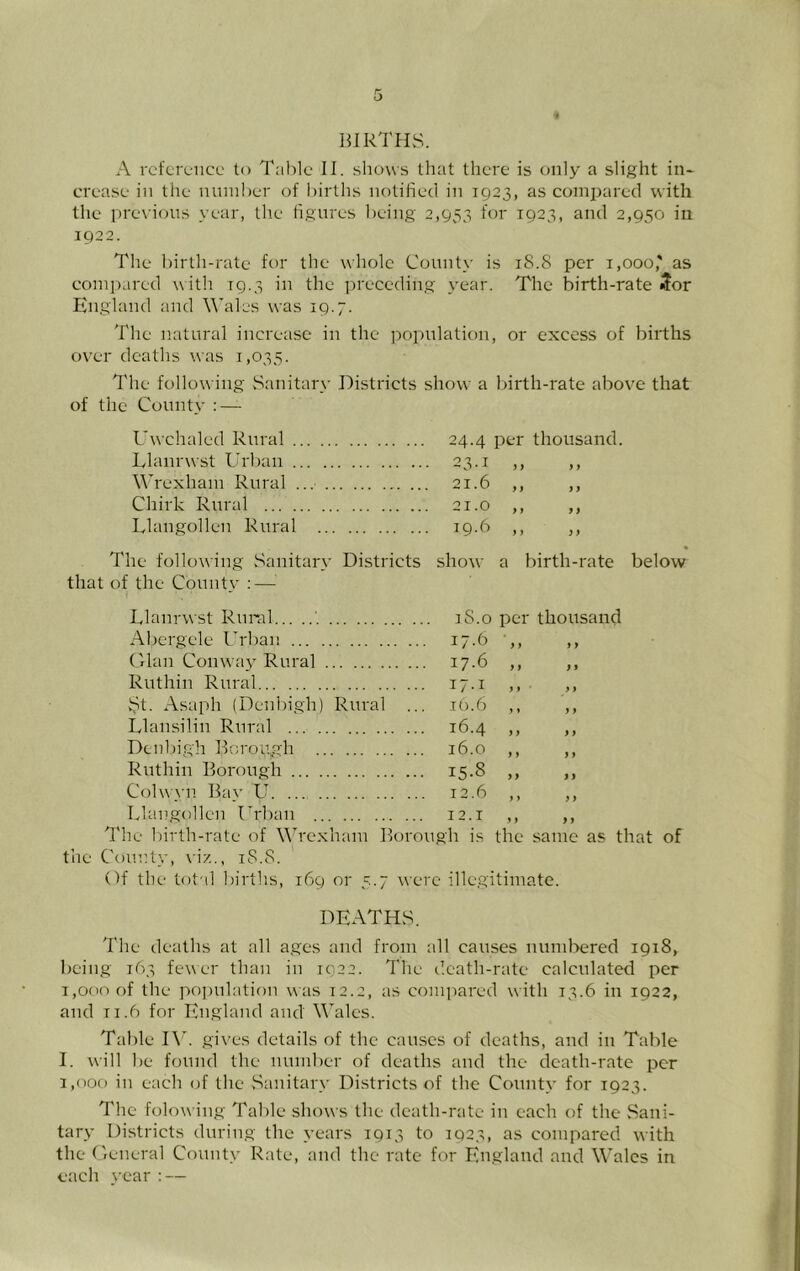 5
BIRTHS.
A reference to Table II. shows that there is only a slight in-
crease in the number of births notified in 1923, as compared with
the previous year, the figures being 2,953 for 1923, and 2,950 in
1922.
The birth-rate for the whole County is 18.8 per 1,000, as
compared with 19.3 in the preceding year. The birth-rate for
England and Wales was 19.7.
The natural increase in the population, or excess of births
over deaths was 1,035.
The following Sanitary Districts show a birth-rate above that
of the County :—
Uwchaled Rural ... ... ... ... ... 24.4 per thousand.
Llanrwst Urban ... ... ... ... ... 23.1 ,, ,,
Wrexham Rural ... ... ... ... ... 21.6 ,, ,,
Chirk Rural ... ... ... ... ... ... 21.0 ,, ,,
Llangollen Rural ... ... ... ... 19.6 ,, ,,
The following Sanitary Districts show a birth-rate below
that of the County :—
Llanrwst Rural... ... ... ... ... ... 18.0 per thousand
Abergele Urban ... ... ... ... ... 17.6 ,, ,,
Glan Conway Rural ... ... ... ... 17.6 ,, ,,
Ruthin Rural... ... ... ... ... ... 17.1 ,, ,,
St. Asaph (Denbigh) Rural ... 16.6 ,, ,,
Llansilin Rural ... ... ... ... ... 16.4 ,, ,,
Denbigh Borough ... ... ... ... 16.0 ,, ,,
Ruthin Borough ... ... ... ... ... 15.8 ,, ,,
Colwyn Bay U. ... ... ... ... ... 12.6 ,, ,,
Llangollen Urban ... ... ... ... 12.1 ,, ,,
The birth-rate of Wrexham Borough is the same as that of
the County, viz., 18.8.
Of the total births, 169 or 5.7 were illegitimate.
DEATHS.
The deaths at all ages and from all causes numbered 1918,
being 163 fewer than in 1922. The death-rate calculated per
1,000 of the population was 12.2, as compared with 13.6 in 1922,
and 11.6 for England and Wales.
Table IV. gives details of the causes of deaths, and in Table
I. will be found the number of deaths and the death-rate per
1,000 in each of the Sanitary Districts of the County for 1923.
The folowing Table shows the death-rate in each of the Sani-
tary Districts during the years 1913 to 1923, as compared with
the General County Rate, and the rate for England and Wales in
each year :—